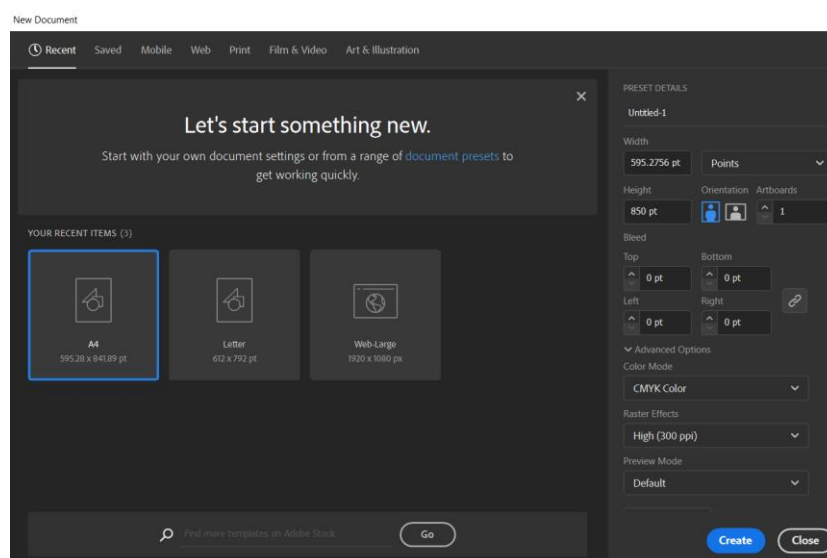 New Document
Recent Saved Mobile Web Print Film & Video Art & Illustration
Let's start something new.
Start with your own document settings or from a range of document presets to
get working quickly.
YOUR RECENT ITEMS (3)
A4
595.28 x 841.89 pt
Letter
612 x 792 pt
Web-Large
1920 x 1080 px
Find more templates on Adobe Stock
Go
PRESET DETAILS
Untitled-1
Width
595.2756 pt Points
Height Orientation Artboards
850 pt 1
Bleed
Top Bottom
0 pt 0 pt
Left Right
0 pt 0 pt
Advanced Options
Color Mode
CMYK Color
Raster Effects
High (300 ppi)
Preview Mode
Default
Create Close